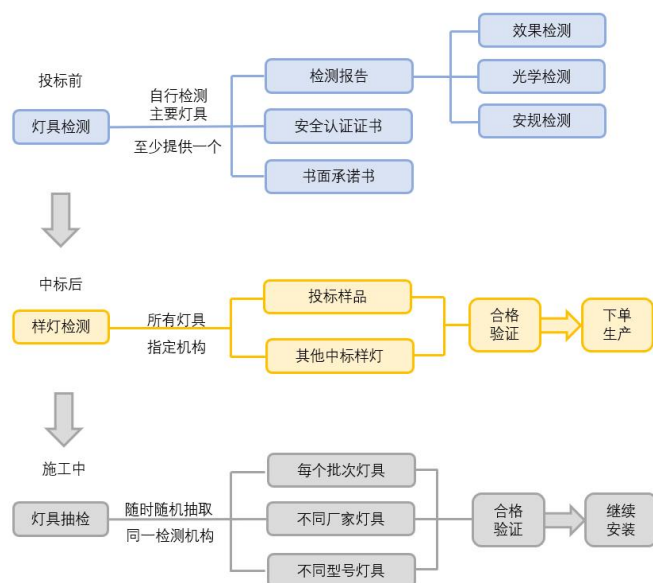 投标前
灯具检测
自行检测
主要灯具
至少提供一个
检测报告
安全认证证书
书面承诺书
效果检测
光学检测
安规检测
中标后
样灯检测
所有灯具
指定机构
投标样品
其他中标样灯
合格
验证
下单
生产
施工中
灯具抽检
随时随机抽取
同一检测机构
每个批次灯具
不同厂家灯具
不同型号灯具
合格
验证
继续
安装